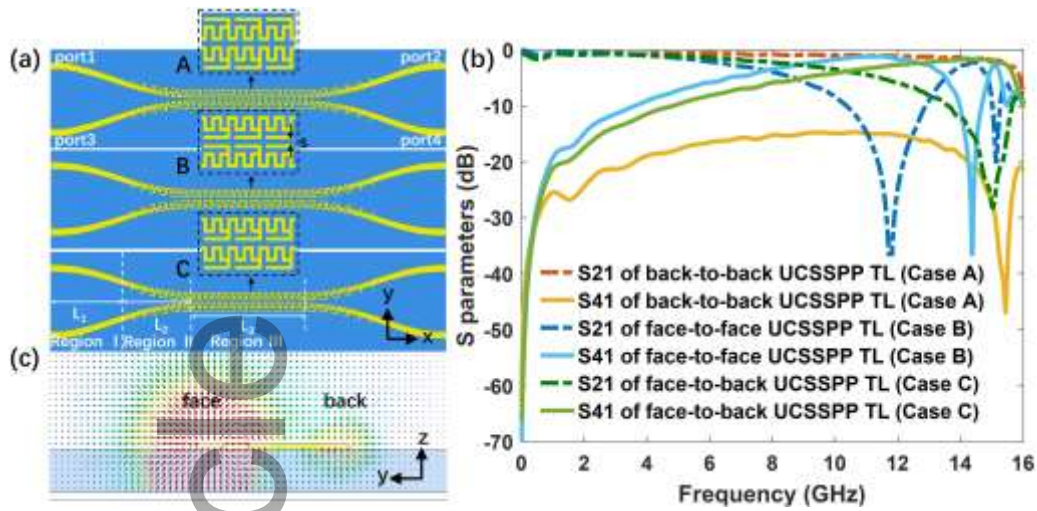 (a)
port1
port2
A
port3
port4
s
B
C
L₁
L₂
L₃
Region I
Region II
Region III
y
x
(b)
S parameters (dB)
0
-10
-20
-30
-40
-50
-60
-70
S21 of back-to-back UCSSPP TL (Case A)
S41 of back-to-back UCSSPP TL (Case A)
S21 of face-to-face UCSSPP TL (Case B)
S41 of face-to-face UCSSPP TL (Case B)
S21 of face-to-back UCSSPP TL (Case C)
S41 of face-to-back UCSSPP TL (Case C)
0 2 4 6 8 10 12 14 16
Frequency (GHz)
(c)
face
back
z
y